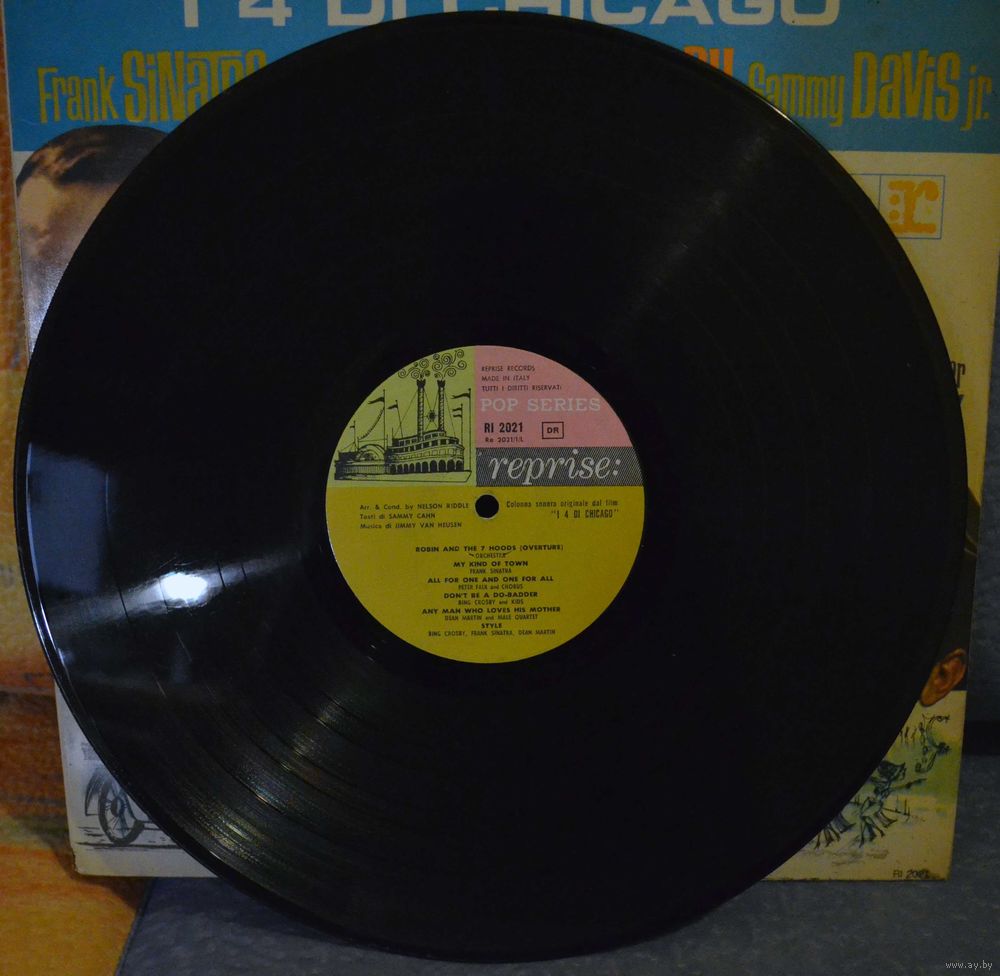 I 4 DI CHICAGO
Frank SINATRA
Sammy DAVIS jr.
r
REPRISE RECORDS
MADE IN ITALY
TUTTI I DIRITTI RISERVATI
POP SERIES
RI 2021
DR
Re 2021/1/L
reprise:
Arr. & Cond. by NELSON RIDDLE
Testi di SAMMY CAHN
Musica di JIMMY VAN HEUSEN
Colonna sonora originale dal film
"I 4 DI CHICAGO"
ROBIN AND THE 7 HOODS (OVERTURE)
ORCHESTER
MY KIND OF TOWN
FRANK SINATRA
ALL FOR ONE AND ONE FOR ALL
PETER FALK and CHORUS
DON'T BE A DO-BADDER
BING CROSBY and KIDS
ANY MAN WHO LOVES HIS MOTHER
DEAN MARTIN and MALE QUARTET
STYLE
BING CROSBY, FRANK SINATRA, DEAN MARTIN
RI 2021
www.ay.by